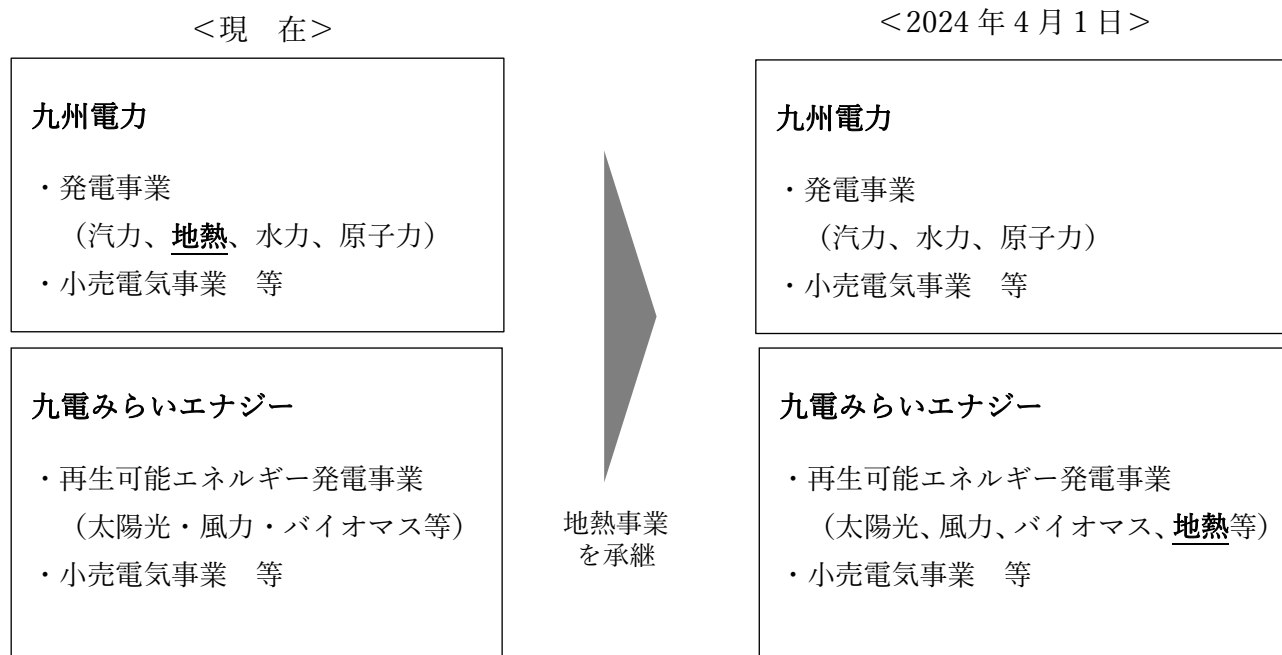 ＜現　在＞
九州電力
・発電事業
（汽力、地熱、水力、原子力）
・小売電気事業　等
九電みらいエナジー
・再生可能エネルギー発電事業
（太陽光・風力・バイオマス等）
・小売電気事業　等
地熱事業
を承継
＜2024 年 4 月 1 日＞
九州電力
・発電事業
（汽力、水力、原子力）
・小売電気事業　等
九電みらいエナジー
・再生可能エネルギー発電事業
（太陽光、風力、バイオマス、地熱等）
・小売電気事業　等